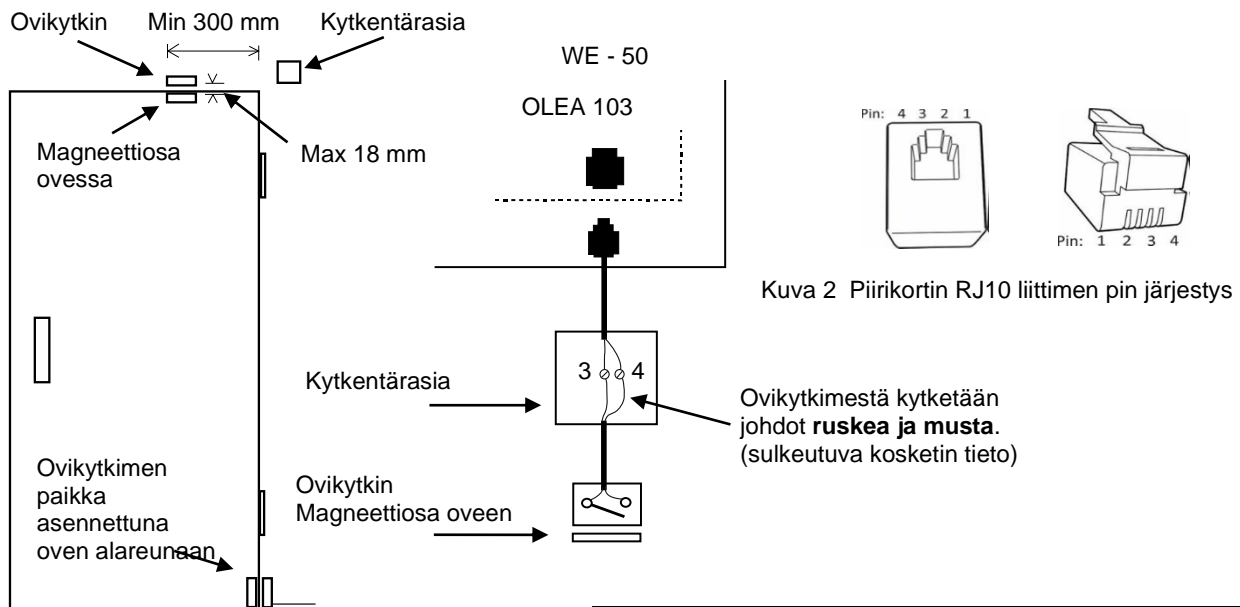 Ovikytkin
Min 300 mm
Kytkentärasia
Magneettiosa
ovessa
Max 18 mm
WE - 50
OLEA 103
Pin: 4 3 2 1
Pin: 1 2 3 4
Kuva 2 Piirikortin RJ10 liittimen pin järjestys
3 4
Kytkentärasia
Ovikytkimestä kytketään
johdot ruskea ja musta.
(sulkeutuva kosketin tieto)
Ovikytkimen
paikka
asennettuna
oven alareunaan
Ovikytkin
Magneettiosa oveen